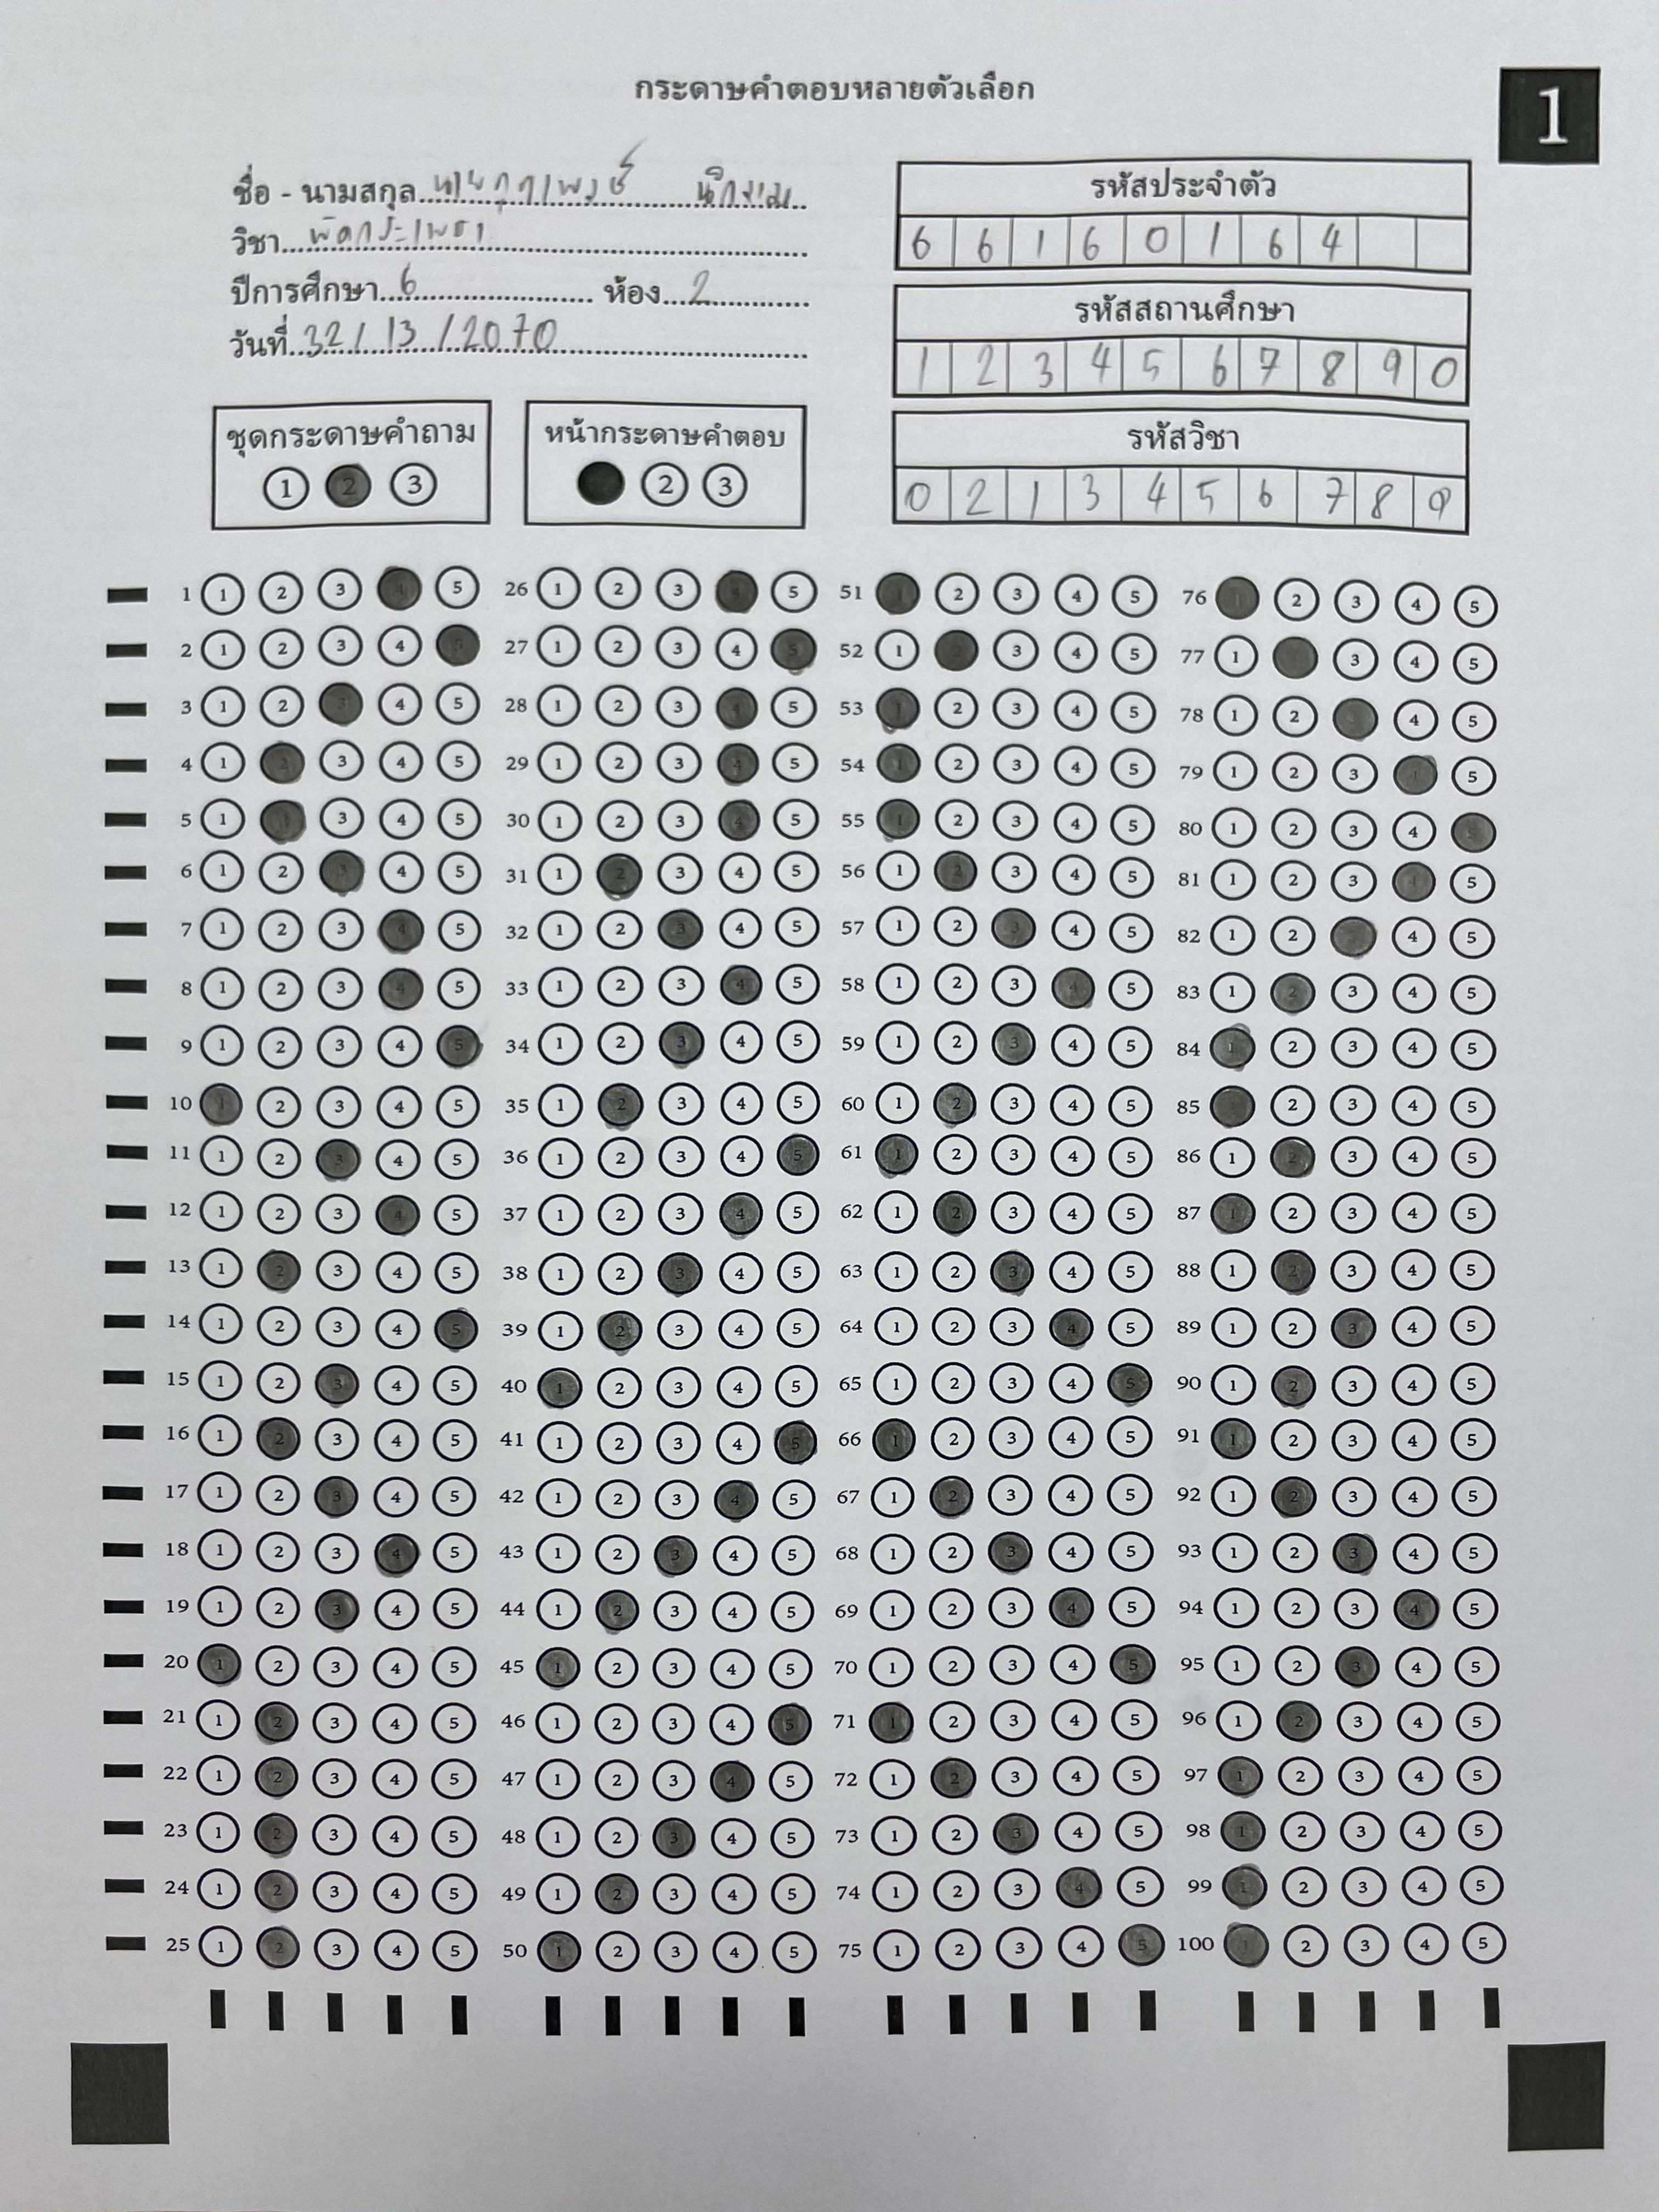 กระดาษคำตอบหลายตัวเลือก
1
ชื่อ - นามสกุล
วิชา
ปีการศึกษา 6 ห้อง 2
วันที่ 32/13/2070
รหัสประจำตัว
6 6 1 6 0 1 6 4
รหัสสถานศึกษา
1 2 3 4 5 6 7 8 9 0
รหัสวิชา
0 2 1 3 4 5 6 7 8 9
ชุดกระดาษคำถาม
1 2 3
หน้ากระดาษคำตอบ
2 3
1 1 2 3 4 5 26 1 2 3 4 5 51 1 2 3 4 5 76 1 2 3 4 5
2 1 2 3 4 5 27 1 2 3 4 5 52 1 2 3 4 5 77 1 3 4 5
3 1 2 3 4 5 28 1 2 3 4 5 53 1 2 3 4 5 78 1 2 3 4 5
4 1 2 3 4 5 29 1 2 3 4 5 54 1 2 3 4 5 79 1 2 3 4 5
5 1 2 3 4 5 30 1 2 3 4 5 55 1 2 3 4 5 80 1 2 3 4 5
6 1 2 3 4 5 31 1 2 3 4 5 56 1 2 3 4 5 81 1 2 3 4 5
7 1 2 3 4 5 32 1 2 3 4 5 57 1 2 3 4 5 82 1 2 3 4 5
8 1 2 3 4 5 33 1 2 3 4 5 58 1 2 3 4 5 83 1 2 3 4 5
9 1 2 3 4 5 34 1 2 3 4 5 59 1 2 3 4 5 84 1 2 3 4 5
10 1 2 3 4 5 35 1 2 3 4 5 60 1 2 3 4 5 85 2 3 4 5
11 1 2 3 4 5 36 1 2 3 4 5 61 1 2 3 4 5 86 1 2 3 4 5
12 1 2 3 4 5 37 1 2 3 4 5 62 1 2 3 4 5 87 1 2 3 4 5
13 1 2 3 4 5 38 1 2 3 4 5 63 1 2 3 4 5 88 1 2 3 4 5
14 1 2 3 4 5 39 1 2 3 4 5 64 1 2 3 4 5 89 1 2 3 4 5
15 1 2 3 4 5 40 1 2 3 4 5 65 1 2 3 4 5 90 1 2 3 4 5
16 1 2 3 4 5 41 1 2 3 4 5 66 1 2 3 4 5 91 1 2 3 4 5
17 1 2 3 4 5 42 1 2 3 4 5 67 1 2 3 4 5 92 1 2 3 4 5
18 1 2 3 4 5 43 1 2 3 4 5 68 1 2 3 4 5 93 1 2 3 4 5
19 1 2 3 4 5 44 1 2 3 4 5 69 1 2 3 4 5 94 1 2 3 4 5
20 1 2 3 4 5 45 1 2 3 4 5 70 1 2 3 4 5 95 1 2 3 4 5
21 1 2 3 4 5 46 1 2 3 4 5 71 1 2 3 4 5 96 1 2 3 4 5
22 1 2 3 4 5 47 1 2 3 4 5 72 1 2 3 4 5 97 1 2 3 4 5
23 1 2 3 4 5 48 1 2 3 4 5 73 1 2 3 4 5 98 1 2 3 4 5
24 1 2 3 4 5 49 1 2 3 4 5 74 1 2 3 4 5 99 1 2 3 4 5
25 1 2 3 4 5 50 1 2 3 4 5 75 1 2 3 4 5 100 1 2 3 4 5